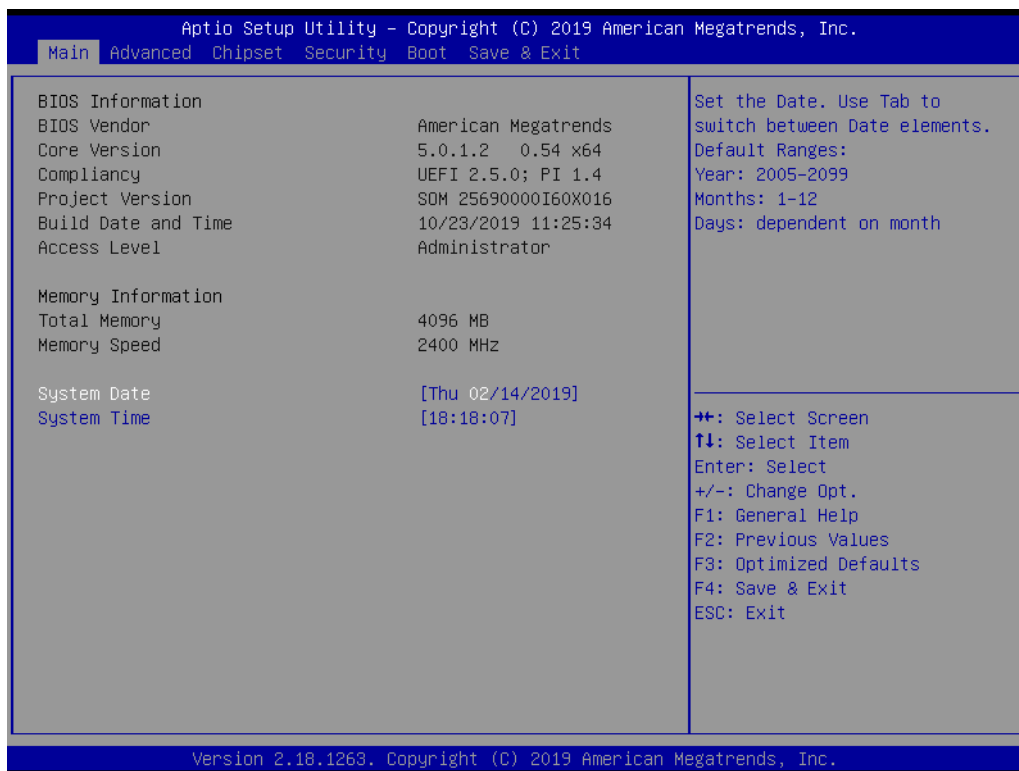 Aptio Setup Utility – Copyright (C) 2019 American Megatrends, Inc.
Main Advanced Chipset Security Boot Save & Exit
BIOS Information
BIOS Vendor American Megatrends
Core Version 5.0.1.2 0.54 x64
Compliancy UEFI 2.5.0; PI 1.4
Project Version SOM 25690000I60X016
Build Date and Time 10/23/2019 11:25:34
Access Level Administrator
Memory Information
Total Memory 4096 MB
Memory Speed 2400 MHz
System Date [Thu 02/14/2019]
System Time [18:18:07]
Set the Date. Use Tab to
switch between Date elements.
Default Ranges:
Year: 2005-2099
Months: 1-12
Days: dependent on month
→←: Select Screen
↑↓: Select Item
Enter: Select
+/-: Change Opt.
F1: General Help
F2: Previous Values
F3: Optimized Defaults
F4: Save & Exit
ESC: Exit
Version 2.18.1263. Copyright (C) 2019 American Megatrends, Inc.